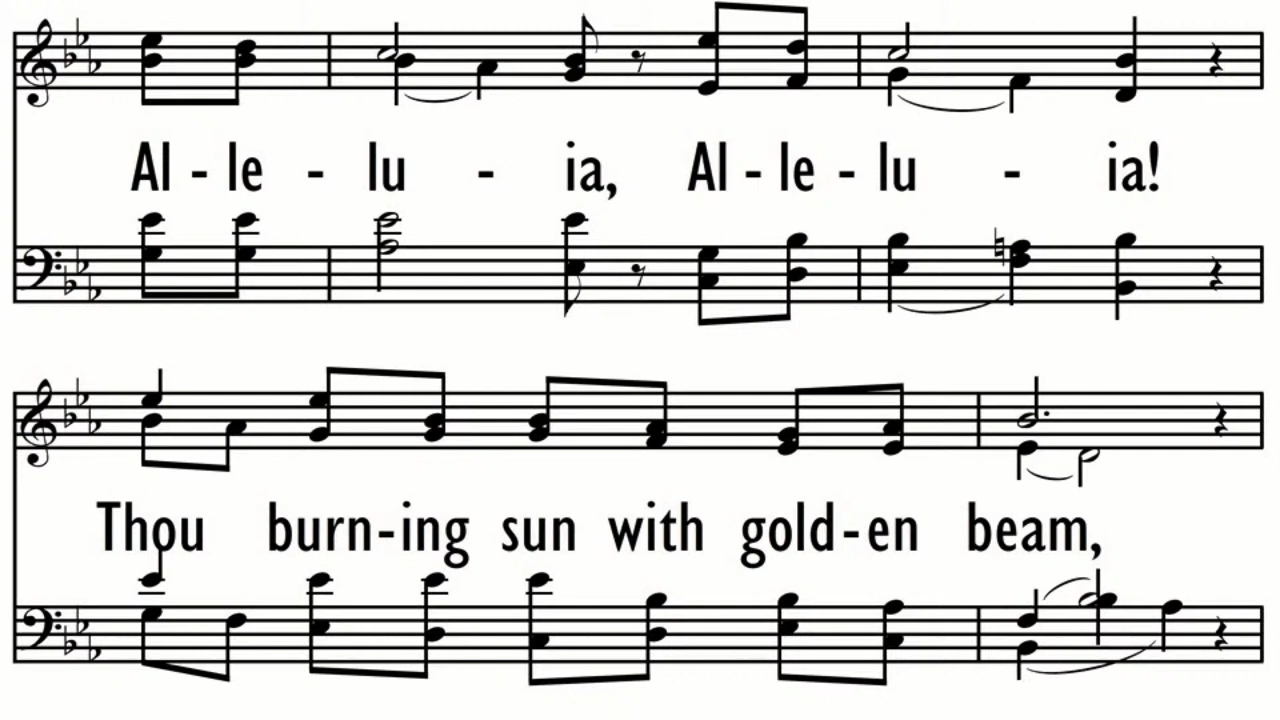 Al - le - lu - ia, Al - le - lu - ia!
Thou burn-ing sun with gold-en beam,